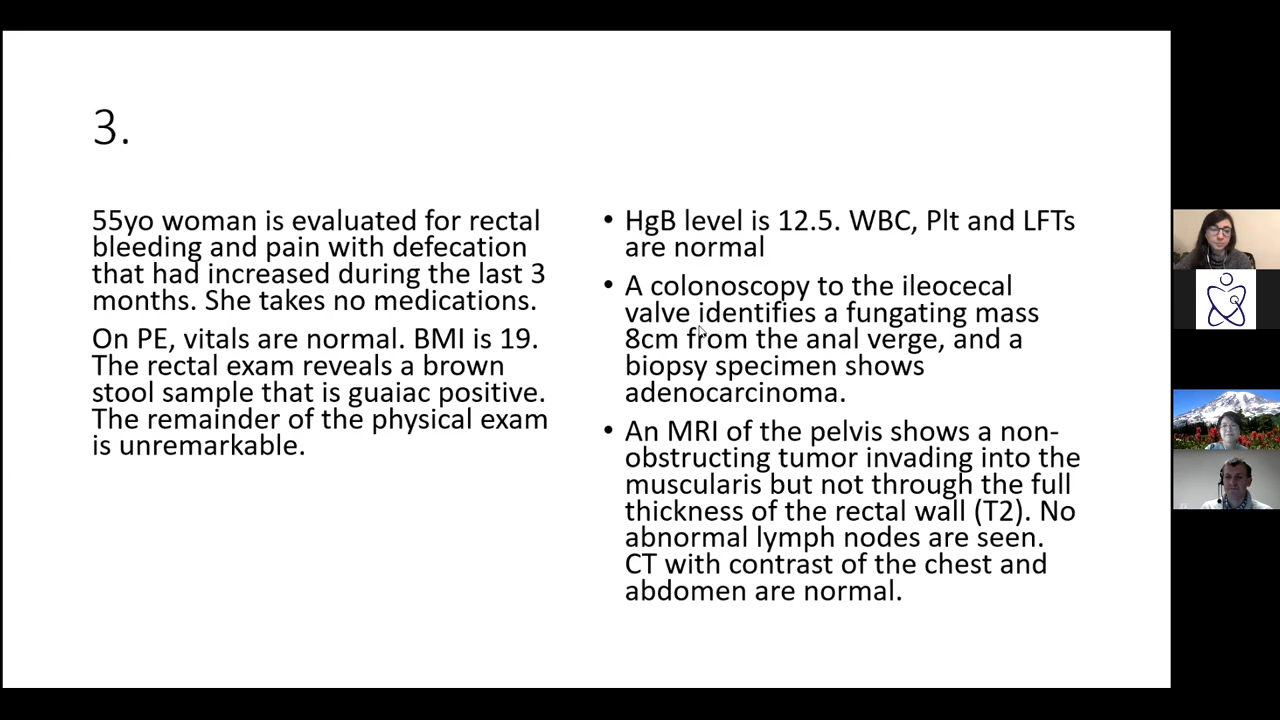 3.
55yo woman is evaluated for rectal
bleeding and pain with defecation
that had increased during the last 3
months. She takes no medications.
On PE, vitals are normal. BMI is 19.
The rectal exam reveals a brown
stool sample that is guaiac positive.
The remainder of the physical exam
is unremarkable.
• HgB level is 12.5. WBC, Plt and LFTs
are normal
• A colonoscopy to the ileocecal
valve identifies a fungating mass
8cm from the anal verge, and a
biopsy specimen shows
adenocarcinoma.
• An MRI of the pelvis shows a non-
obstructing tumor invading into the
muscularis but not through the full
thickness of the rectal wall (T2). No
abnormal lymph nodes are seen.
CT with contrast of the chest and
abdomen are normal.